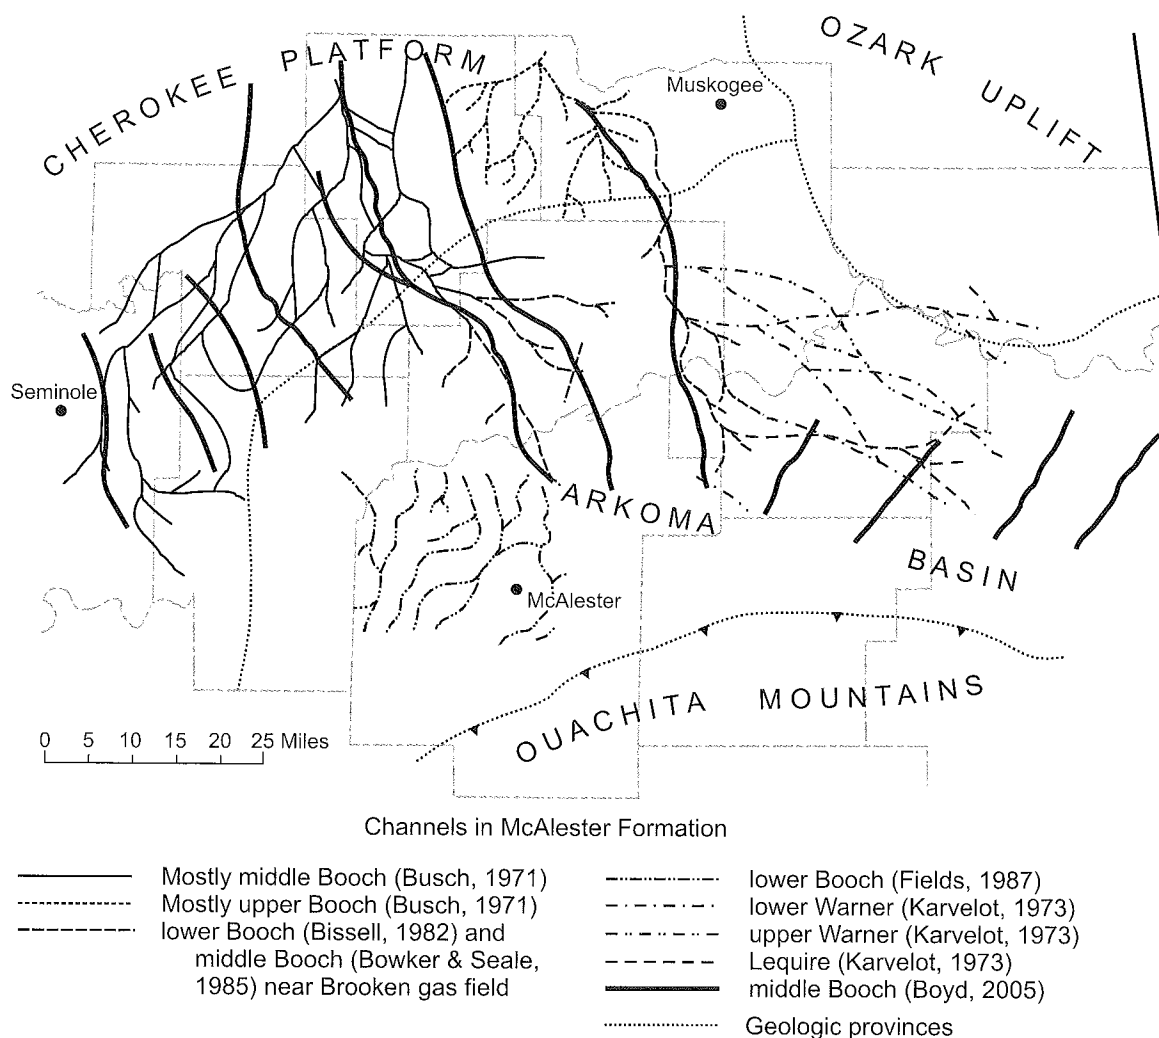 CHEROKEE PLATFORM
OZARK UPLIFT
Muskogee
Seminole
ARKOMA
BASIN
McAlester
OUACHITA MOUNTAINS
0 5 10 15 20 25 Miles
Channels in McAlester Formation
Mostly middle Booch (Busch, 1971)
Mostly upper Booch (Busch, 1971)
lower Booch (Bissell, 1982) and
middle Booch (Bowker & Seale,
1985) near Brooken gas field
lower Booch (Fields, 1987)
lower Warner (Karvelot, 1973)
upper Warner (Karvelot, 1973)
Lequire (Karvelot, 1973)
middle Booch (Boyd, 2005)
Geologic provinces